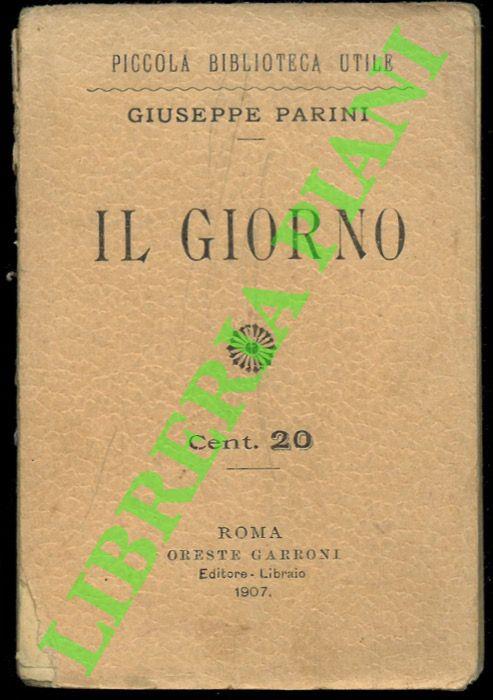 PICCOLA BIBLIOTECA UTILE
GIUSEPPE PARINI
IL GIORNO
Cent. 20
ROMA
ORESTE GARRONI
Editore - Libraio
1907.
LIBRERIA PIANI